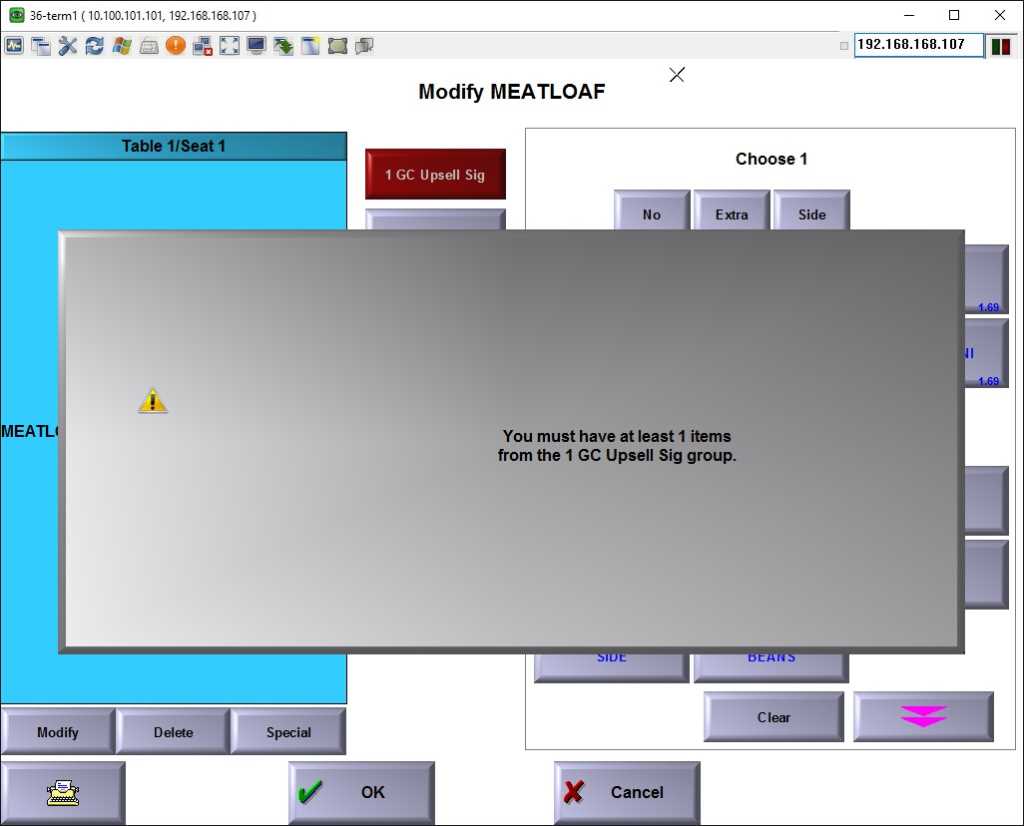 36-term1 ( 10.100.101.101, 192.168.168.107 )
192.168.168.107
Modify MEATLOAF
Table 1/Seat 1
1 GC Upsell Sig
Choose 1
No
Extra
Side
1.69
NI
1.69
MEATLO
You must have at least 1 items
from the 1 GC Upsell Sig group.
SIDE
BEANS
Clear
Modify
Delete
Special
OK
Cancel